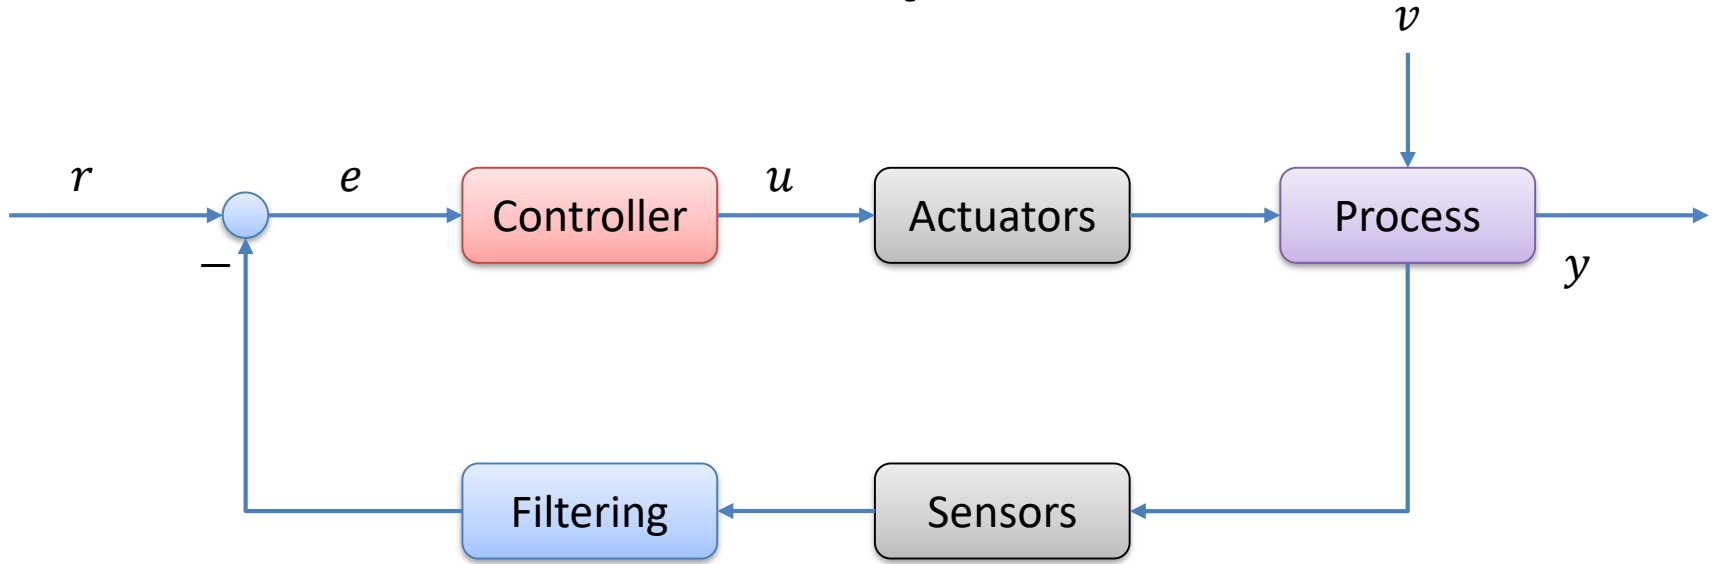 v
r
e
Controller
u
Actuators
Process
−
y
Filtering
Sensors